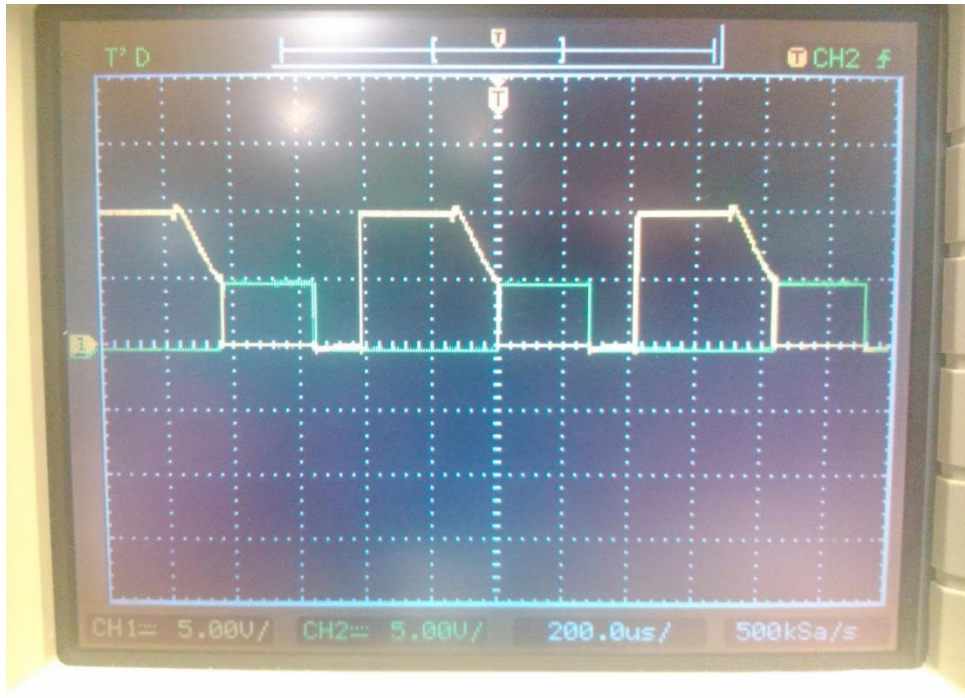 T' D
T
T CH2
T
CH1 5.00V/ CH2 5.00V/ 200.0us/ 500kSa/s